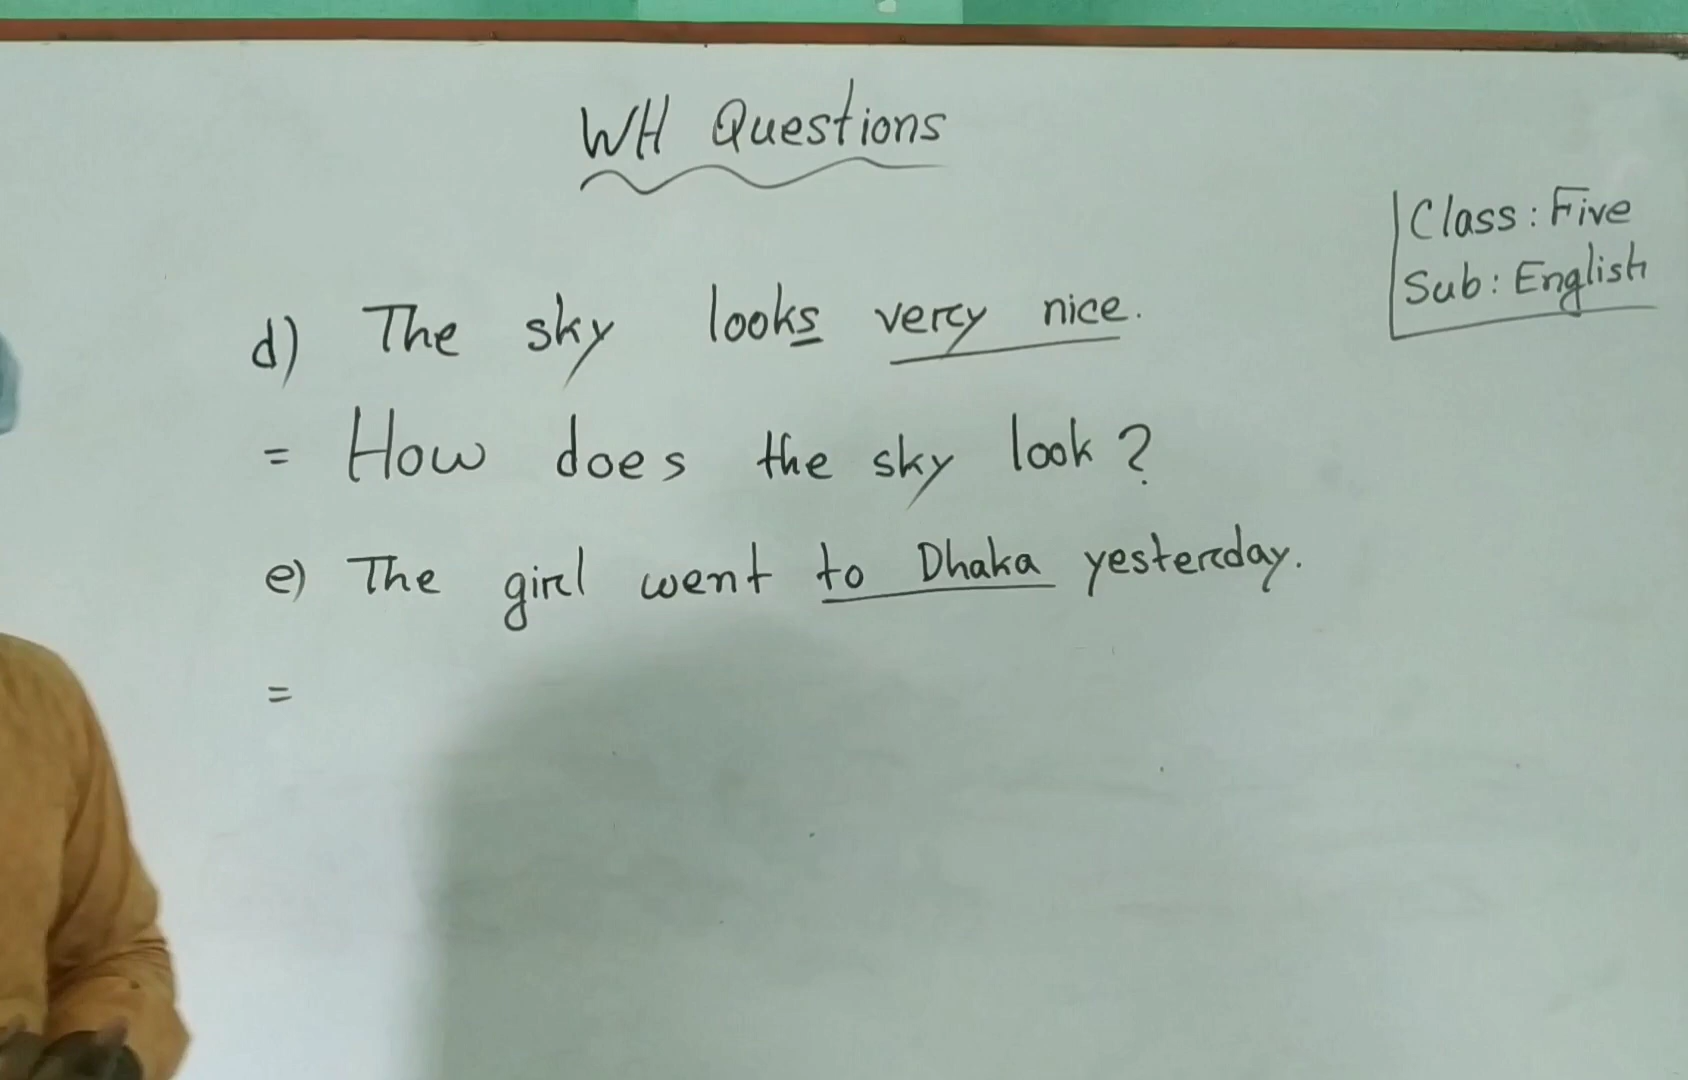 WH Questions
Class: Five
Sub: English
d) The sky looks very nice.
= How does the sky look?
e) The girl went to Dhaka yesterday.
=